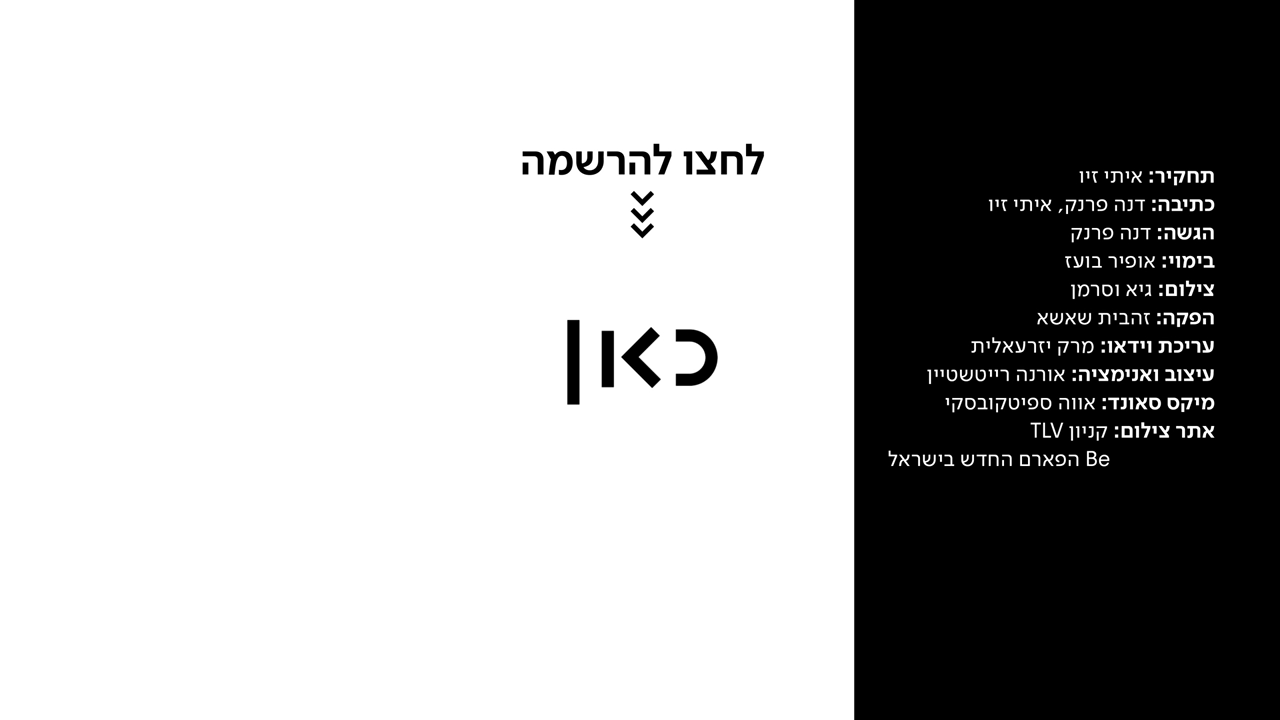 לחצו להרשמה
כאן
תחקיר: איתי זיו
כתיבה: דנה פרנק, איתי זיו
הגשה: דנה פרנק
בימוי: אופיר בועז
צילום: גיא וסרמן
הפקה: זהבית שאשא
עריכת וידאו: מרק יזרעאלית
עיצוב ואנימציה: אורנה רייטשטיין
מיקס סאונד: אווה ספיטקובסקי
אתר צילום: קניון TLV
Be הפארם החדש בישראל